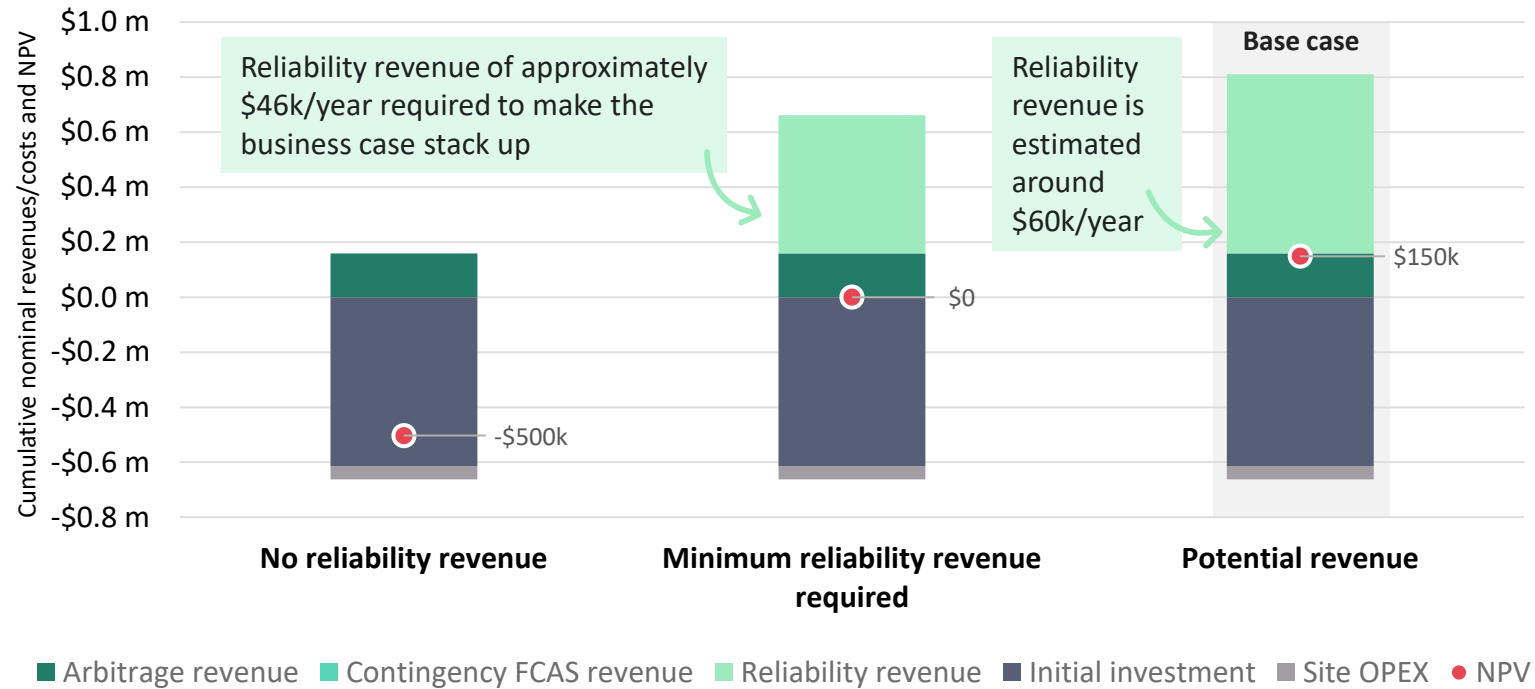 Cumulative nominal revenues/costs and NPV
$1.0 m
$0.8 m
$0.6 m
$0.4 m
$0.2 m
$0.0 m
-$0.2 m
-$0.4 m
-$0.6 m
-$0.8 m
Reliability revenue of approximately
$46k/year required to make the
business case stack up
Reliability
revenue is
estimated
around
$60k/year
Base case
-$500k
$0
$150k
No reliability revenue
Minimum reliability revenue
required
Potential revenue
Arbitrage revenue
Contingency FCAS revenue
Reliability revenue
Initial investment
Site OPEX
NPV